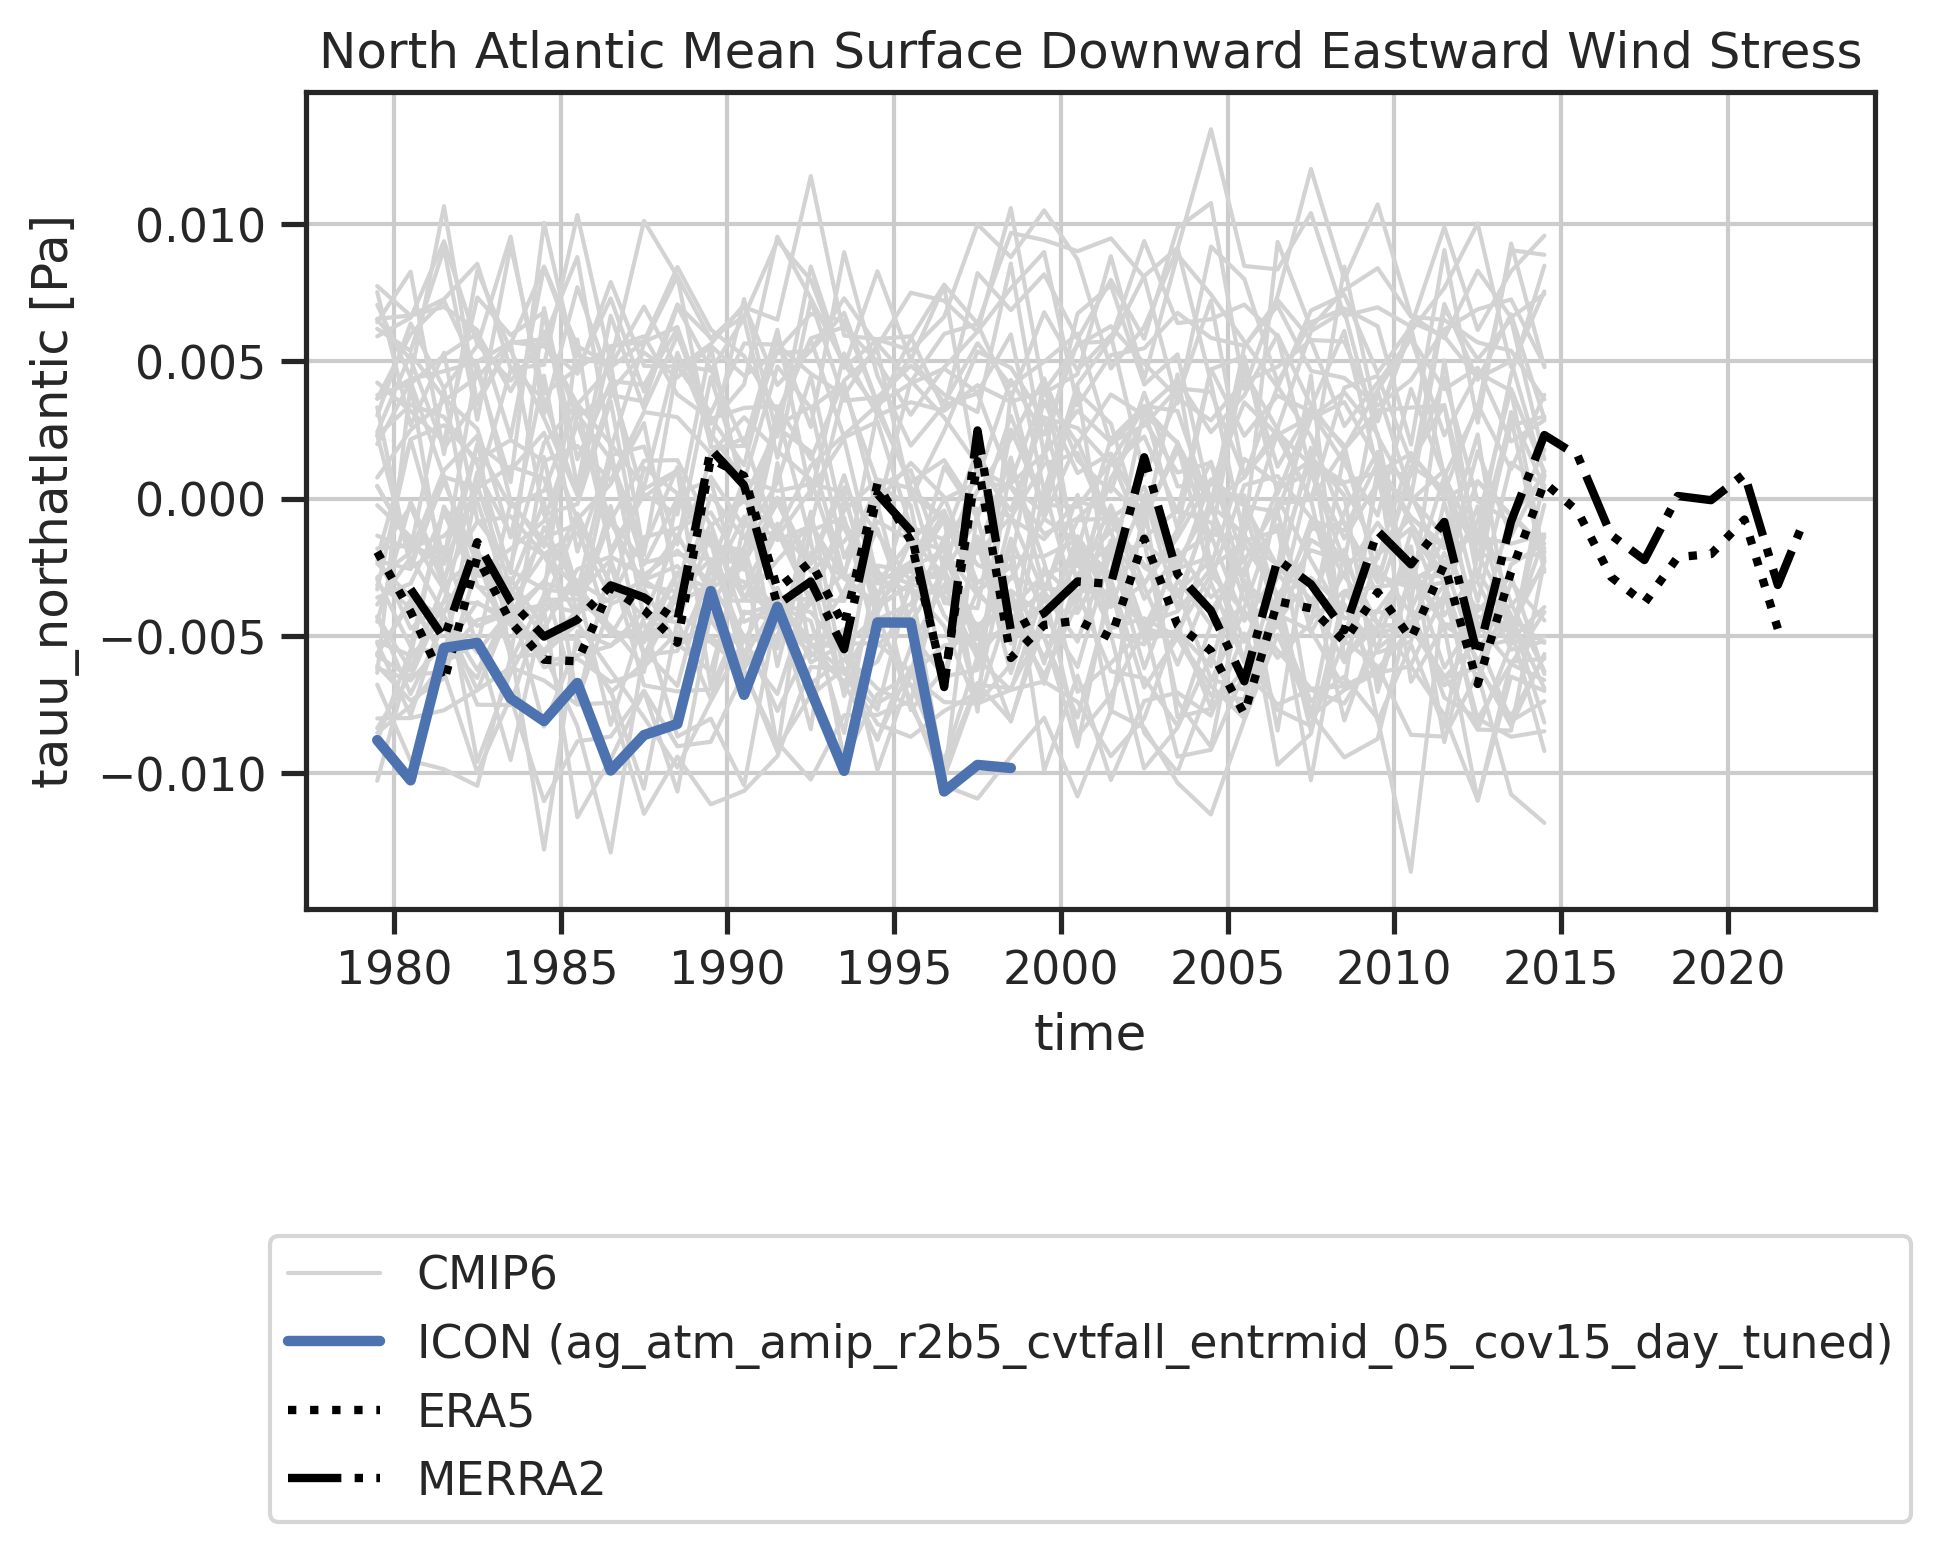 North Atlantic Mean Surface Downward Eastward Wind Stress
tauu_northatlantic [Pa]
0.010
0.005
0.000
−0.005
−0.010
1980 1985 1990 1995 2000 2005 2010 2015 2020
time
CMIP6
ICON (ag_atm_amip_r2b5_cvtfall_entrmid_05_cov15_day_tuned)
ERA5
MERRA2